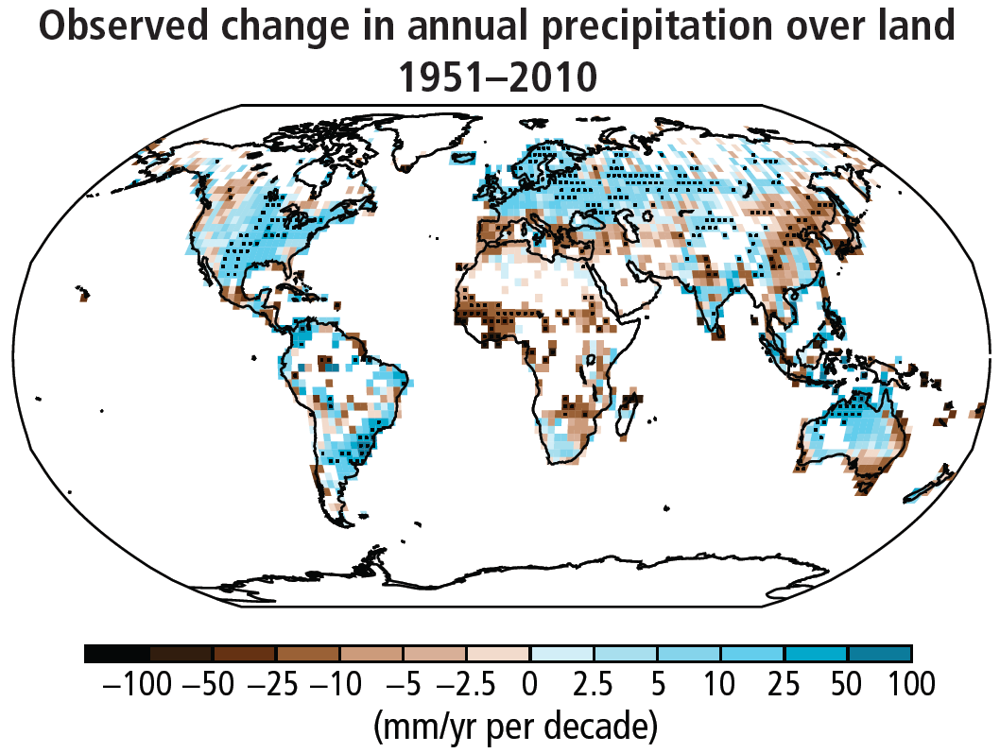 Observed change in annual precipitation over land
1951–2010
−100 −50 −25 −10 −5 −2.5 0 2.5 5 10 25 50 100
(mm/yr per decade)